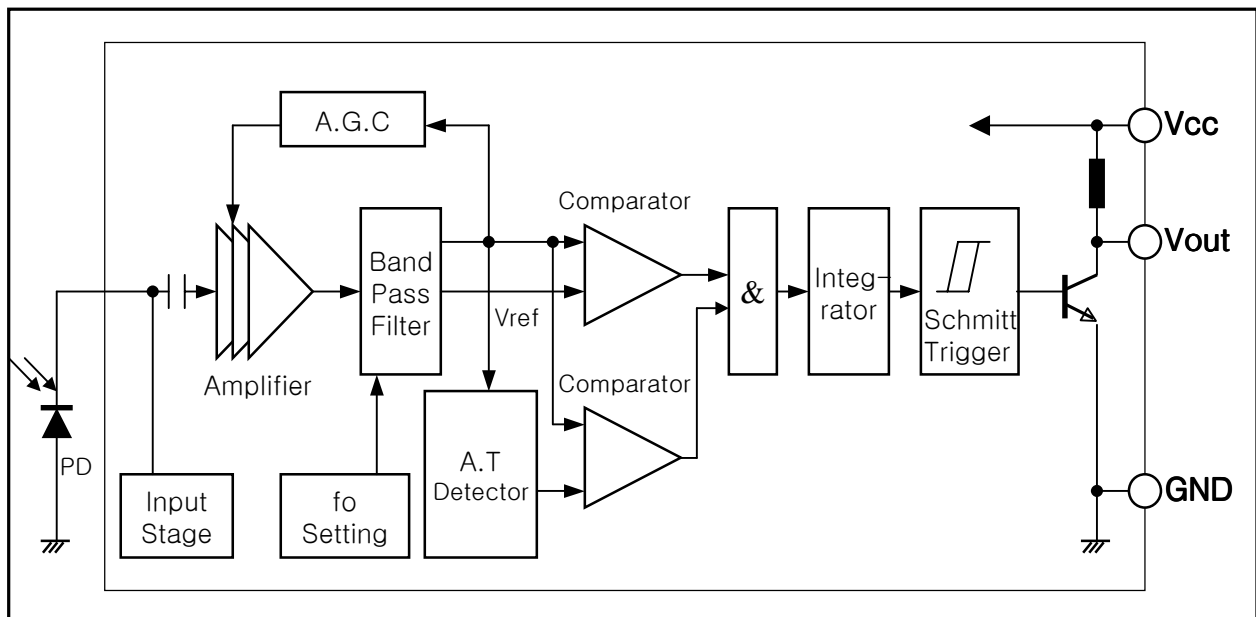 A.G.C
Vcc
Comparator
Vout
Band
Pass
Filter
&
Integ-
rator
Vref
Schmitt
Trigger
Amplifier
Comparator
PD
A.T
Detector
Input
Stage
fo
Setting
GND